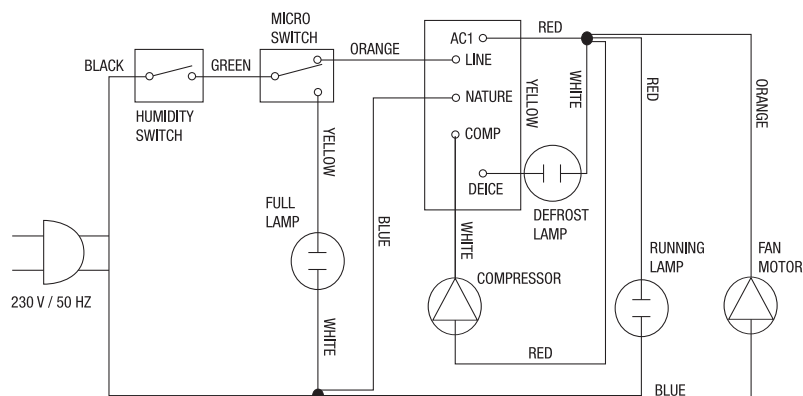 MICRO
SWITCH
BLACK
GREEN
ORANGE
HUMIDITY
SWITCH
AC1
LINE
NATURE
COMP
DEICE
RED
YELLOW
WHITE
RED
ORANGE
YELLOW
FULL
LAMP
BLUE
WHITE
DEFROST
LAMP
COMPRESSOR
RUNNING
LAMP
FAN
MOTOR
230 V / 50 HZ
WHITE
RED
BLUE